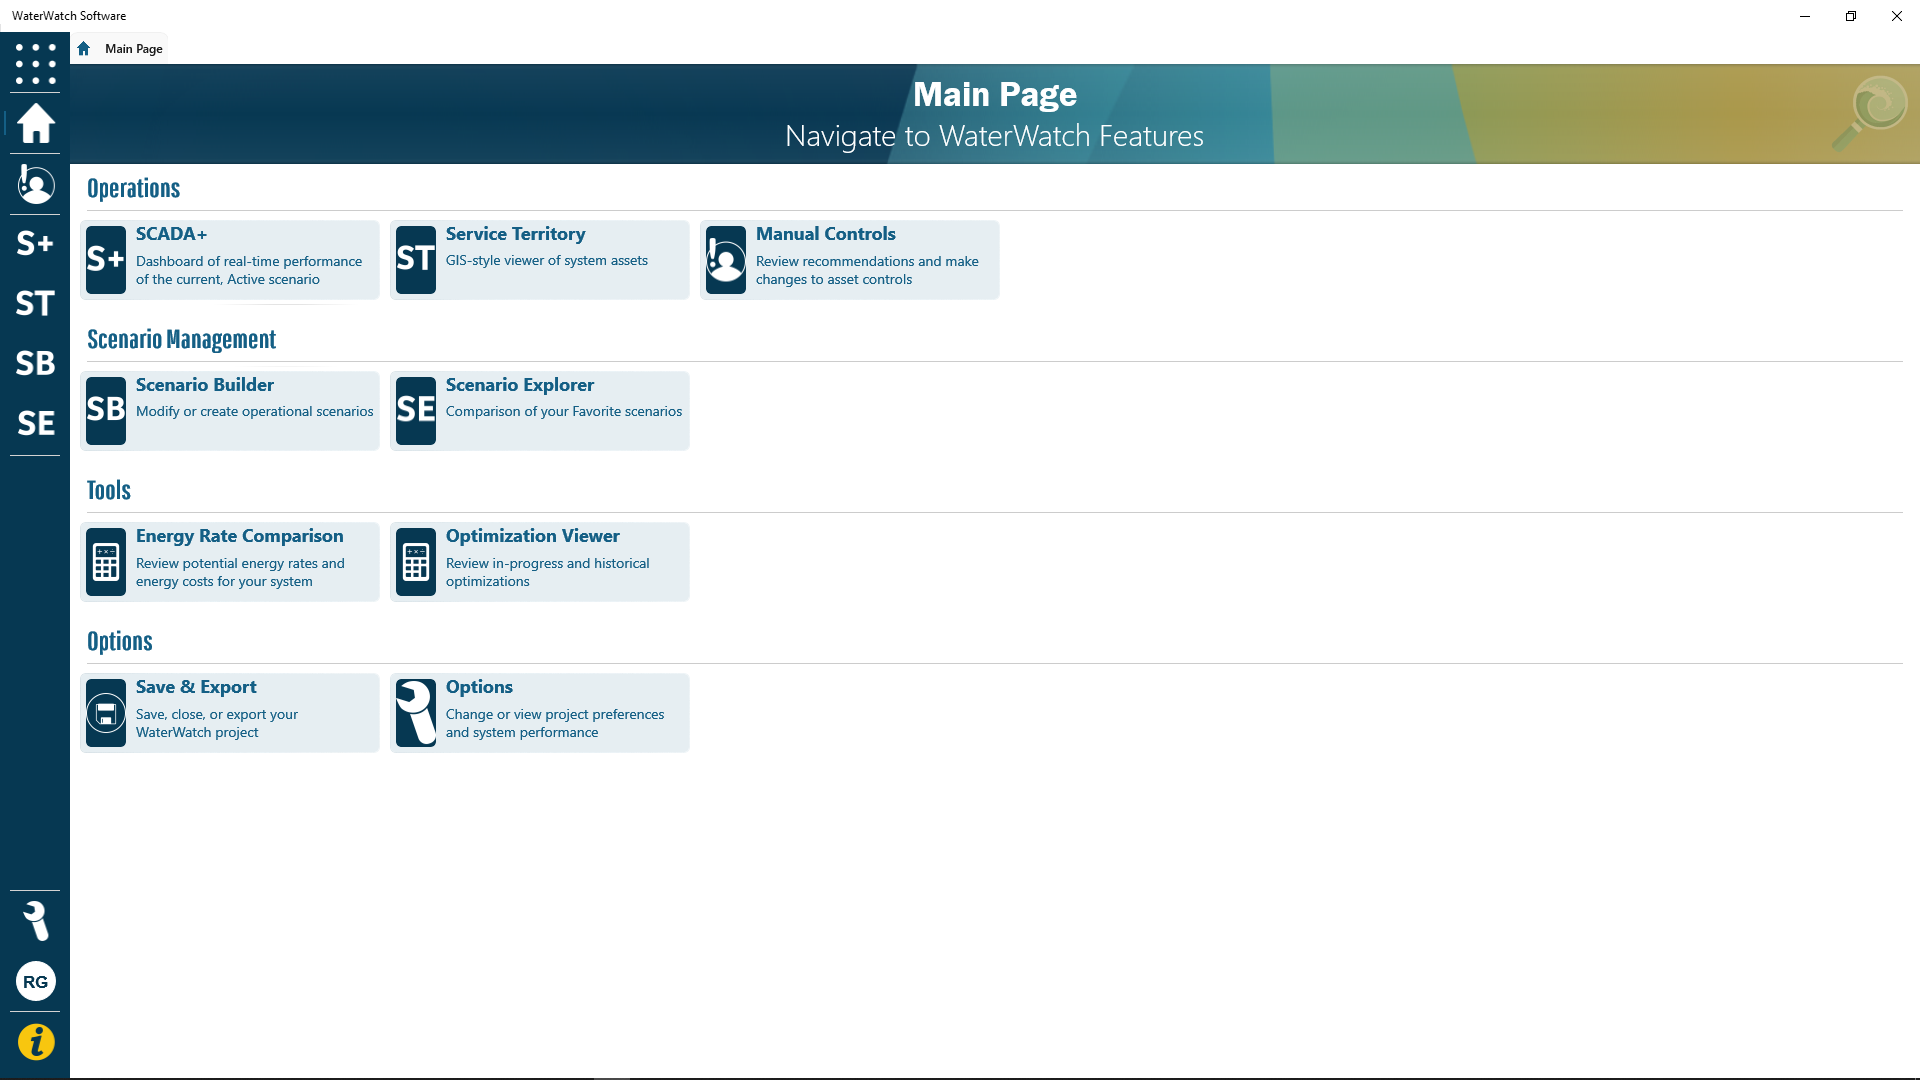 WaterWatch Software
Main Page
Main Page
Navigate to WaterWatch Features
S+
ST
SB
SE
RG
i
Operations
S+
SCADA+
Dashboard of real-time performance
of the current, Active scenario
ST
Service Territory
GIS-style viewer of system assets
Manual Controls
Review recommendations and make
changes to asset controls
Scenario Management
SB
Scenario Builder
Modify or create operational scenarios
SE
Scenario Explorer
Comparison of your Favorite scenarios
Tools
Energy Rate Comparison
Review potential energy rates and
energy costs for your system
Optimization Viewer
Review in-progress and historical
optimizations
Options
Save & Export
Save, close, or export your
WaterWatch project
Options
Change or view project preferences
and system performance